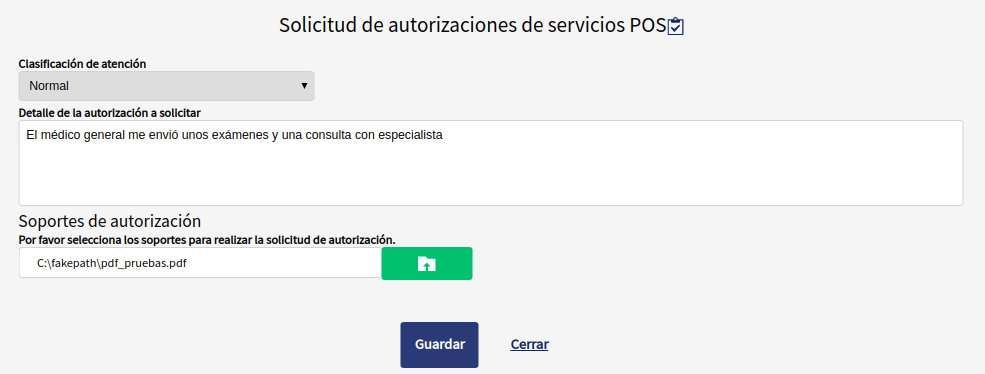 Solicitud de autorizaciones de servicios POS
Clasificación de atención
Normal
Detalle de la autorización a solicitar
El médico general me envió unos exámenes y una consulta con especialista
Soportes de autorización
Por favor selecciona los soportes para realizar la solicitud de autorización.
C:\fakepath\pdf_pruebas.pdf
Guardar Cerrar